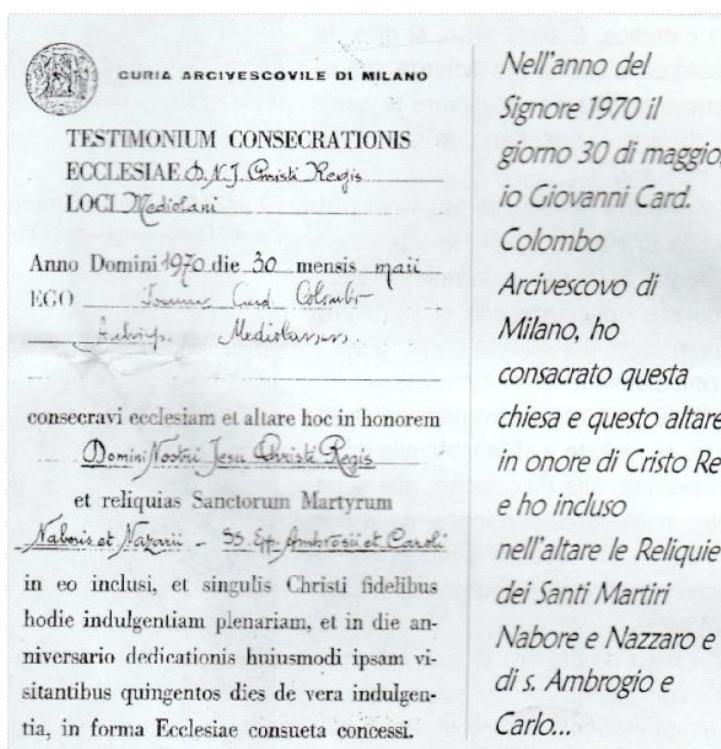 CURIA ARCIVESCOVILE DI MILANO
TESTIMONIUM CONSECRATIONIS
ECCLESIAE D. N. J. Christi Regis
LOCI Mediolani
Anno Domini 1970 die 30 mensis maii
EGO Joannes Card. Colombo
Mediolanen.
consecravi ecclesiam et altare hoc in honorem
Domini Nostri Jesu Christi Regis
et reliquias Sanctorum Martyrum
Naboris et Nazarii - SS. Epp. Ambrosii et Caroli
in eo inclusi, et singulis Christi fidelibus
hodie indulgentiam plenariam, et in die an-
niversario dedicationis huiusmodi ipsam vi-
sitantibus quingentos dies de vera indulgen-
tia, in forma Ecclesiae consueta concessi.
Nell'anno del
Signore 1970 il
giorno 30 di maggio,
io Giovanni Card.
Colombo
Arcivescovo di
Milano, ho
consacrato questa
chiesa e questo altare
in onore di Cristo Re
e ho incluso
nell'altare le Reliquie
dei Santi Martiri
Nabore e Nazzaro e
di s. Ambrogio e
Carlo...